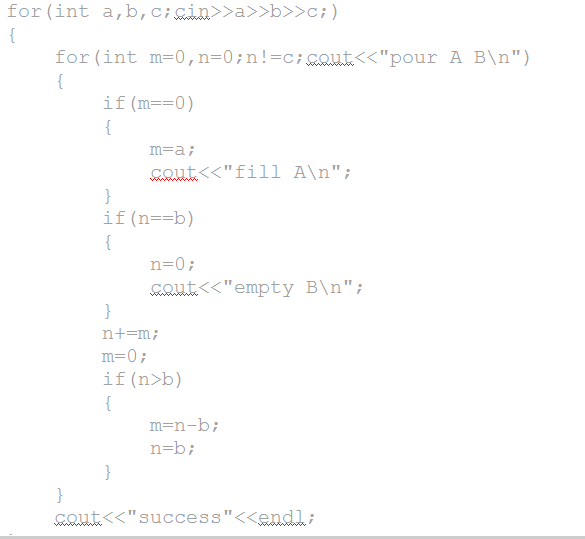 for(int a,b,c;cin>>a>>b>>c;)
{
for(int m=0,n=0;n!=c;cout<<"pour A B\n")
{
if(m==0)
{
m=a;
cout<<"fill A\n";
}
if(n==b)
{
n=0;
cout<<"empty B\n";
}
n+=m;
m=0;
if(n>b)
{
m=n-b;
n=b;
}
}
cout<<"success"<<endl;